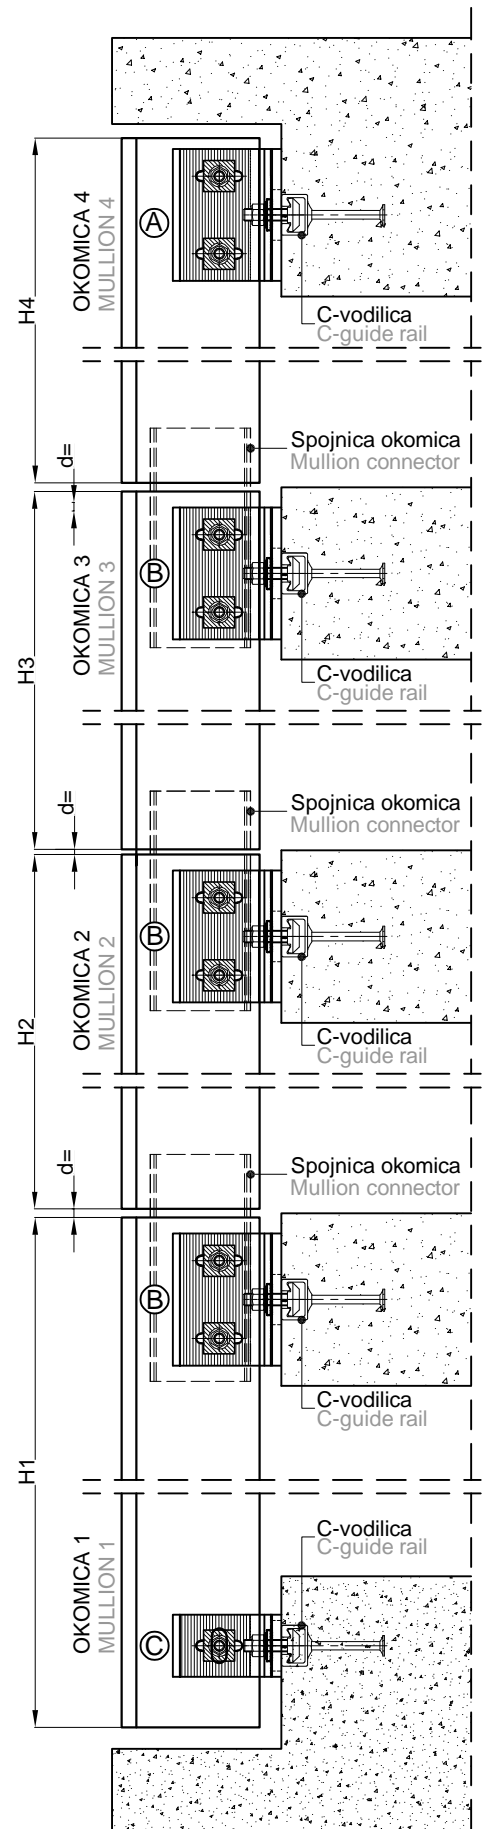 OKOMICA 4
MULLION 4
H4
A
C-vodilica
C-guide rail
Spojnica okomica
Mullion connector
d=
OKOMICA 3
MULLION 3
H3
B
C-vodilica
C-guide rail
Spojnica okomica
Mullion connector
d=
OKOMICA 2
MULLION 2
H2
B
C-vodilica
C-guide rail
Spojnica okomica
Mullion connector
d=
B
C-vodilica
C-guide rail
H1
OKOMICA 1
MULLION 1
C-vodilica
C-guide rail
C